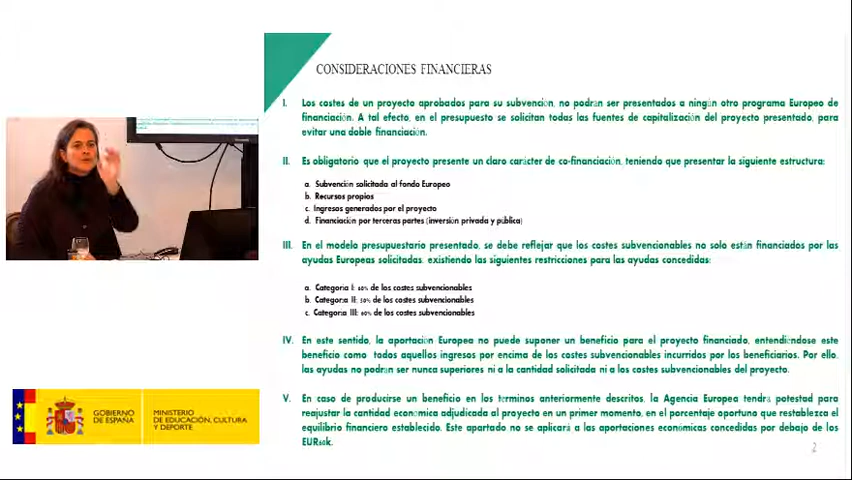 CONSIDERACIONES FINANCIERAS
I. Los costes de un proyecto aprobados para su subvención, no podrán ser presentados a ningún otro programa Europeo de
financiación. A tal efecto, en el presupuesto se solicitan todas las fuentes de capitalización del proyecto presentado, para
evitar una doble financiación.
II. Es obligatorio que el proyecto presente un claro carácter de co-financiación, teniendo que presentar la siguiente estructura:
a. Subvención solicitada al fondo Europeo
b. Recursos propios
c. Ingresos generados por el proyecto
d. Financiación por terceras partes (inversión privada y pública)
III. En el modelo presupuestario presentado, se debe reflejar que los costes subvencionables no solo están financiados por las
ayudas Europeas solicitadas, existiendo las siguientes restricciones para las ayudas concedidas:
a. Categoría I: 60% de los costes subvencionables
b. Categoría II: 50% de los costes subvencionables
c. Categoría III: 60% de los costes subvencionables
IV. En este sentido, la aportación Europea no puede suponer un beneficio para el proyecto financiado, entendiéndose este
beneficio como todos aquellos ingresos por encima de los costes subvencionables incurridos por los beneficiarios. Por ello,
las ayudas no podrán ser nunca superiores ni a la cantidad solicitada ni a los costes subvencionables del proyecto.
V. En caso de producirse un beneficio en los terminos anteriormente descritos, la Agencia Europea tendrá potestad para
reajustar la cantidad económica adjudicada al proyecto en un primer momento, en el porcentaje oportuno que restablezca el
equilibrio financiero establecido. Este apartado no se aplicará a las aportaciones económicas concedidas por debajo de los
EUR60k.
2
GOBIERNO
DE ESPAÑA
MINISTERIO
DE EDUCACIÓN, CULTURA
Y DEPORTE